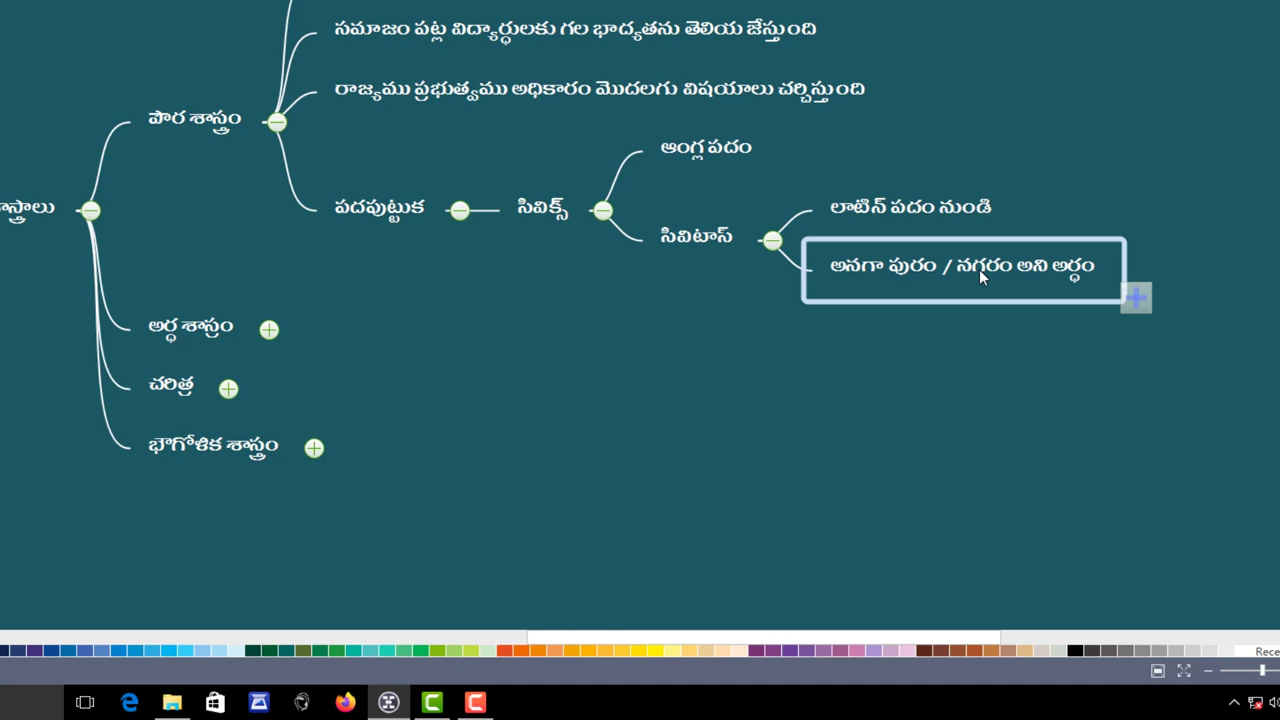 సమాజం పట్ల విద్యార్ధులకు గల భాద్యతను తెలియ జేస్తుంది
రాజ్యము ప్రభుత్వము అధికారం మొదలగు విషయాలు చర్చిస్తుంది
పౌర శాస్త్రం
ఆంగ్ల పదం
పదపుట్టుక
సివిక్స్
లాటిన్ పదం నుండి
సివిటాస్
అనగా పురం / నగరం అని అర్ధం
అర్ధ శాస్రం
చరిత్ర
భౌగోళిక శాస్త్రం